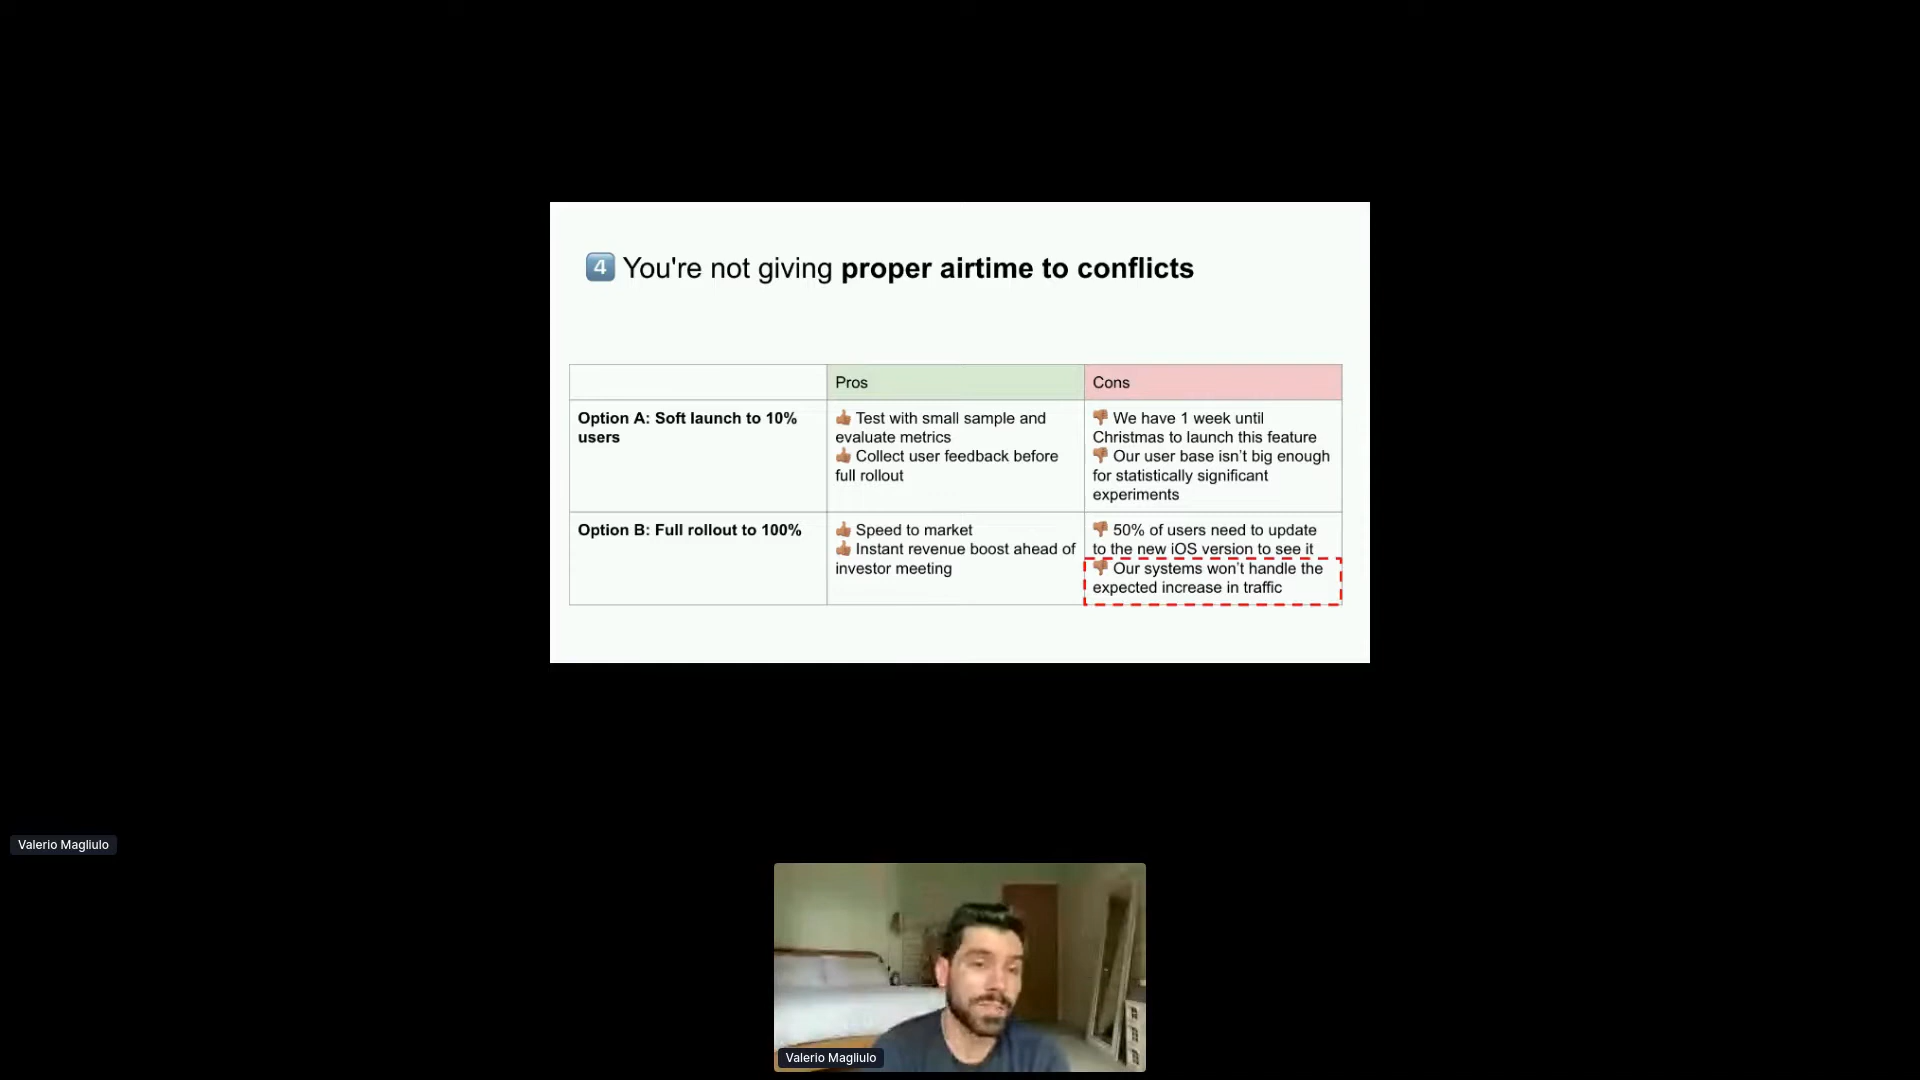 4 You're not giving proper airtime to conflicts
Pros
Cons
Option A: Soft launch to 10%
users
👍🏽 Test with small sample and
evaluate metrics
👍🏽 Collect user feedback before
full rollout
👎🏽 We have 1 week until
Christmas to launch this feature
👎🏽 Our user base isn’t big enough
for statistically significant
experiments
Option B: Full rollout to 100%
👍🏽 Speed to market
👍🏽 Instant revenue boost ahead of
investor meeting
👎🏽 50% of users need to update
to the new iOS version to see it
👎🏽 Our systems won’t handle the
expected increase in traffic
Valerio Magliulo
Valerio Magliulo